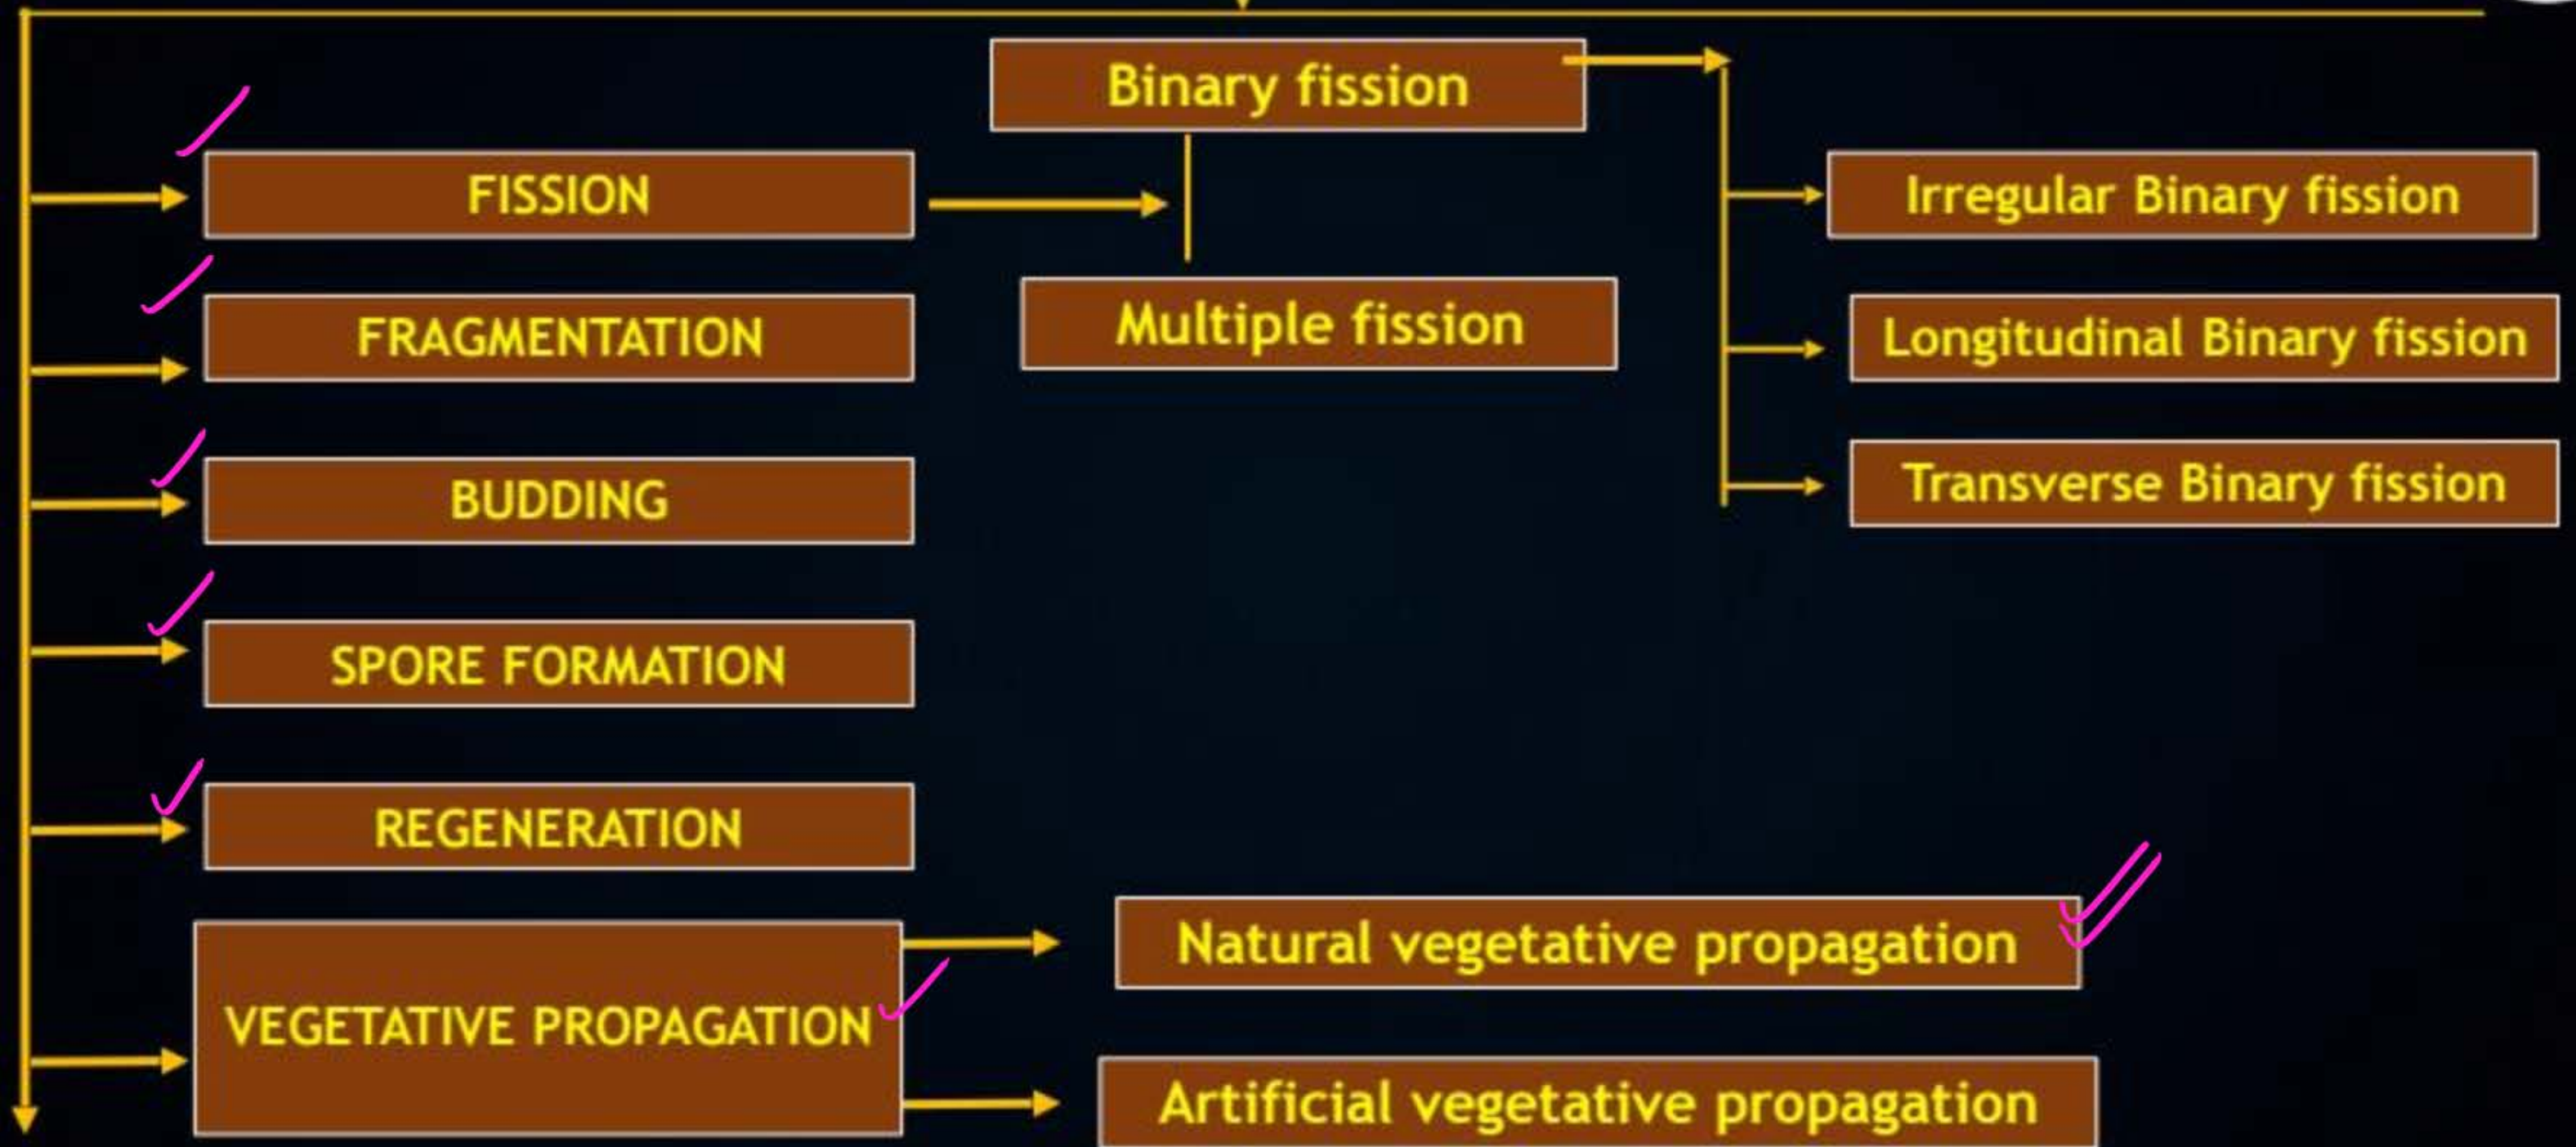 Binary fission
FISSION
Irregular Binary fission
FRAGMENTATION
Multiple fission
Longitudinal Binary fission
BUDDING
Transverse Binary fission
SPORE FORMATION
REGENERATION
Natural vegetative propagation
VEGETATIVE PROPAGATION
Artificial vegetative propagation